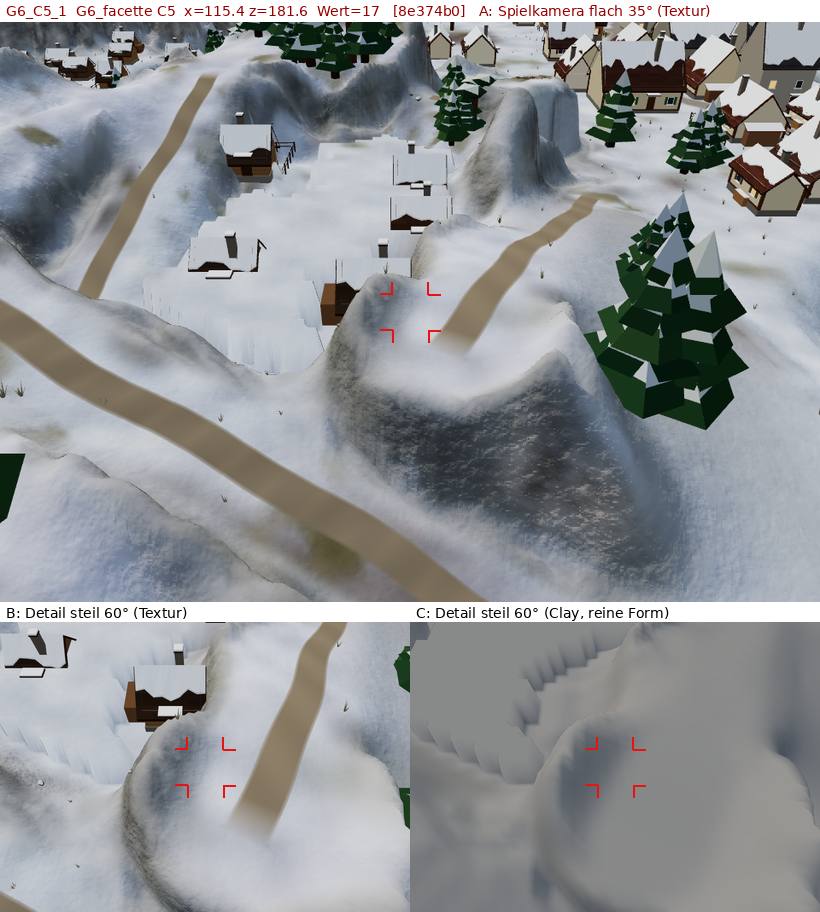 G6_C5_1  G6_facette C5  x=115.4 z=181.6  Wert=17   [8e374b0]   A: Spielkamera flach 35° (Textur)
B: Detail steil 60° (Textur)
C: Detail steil 60° (Clay, reine Form)